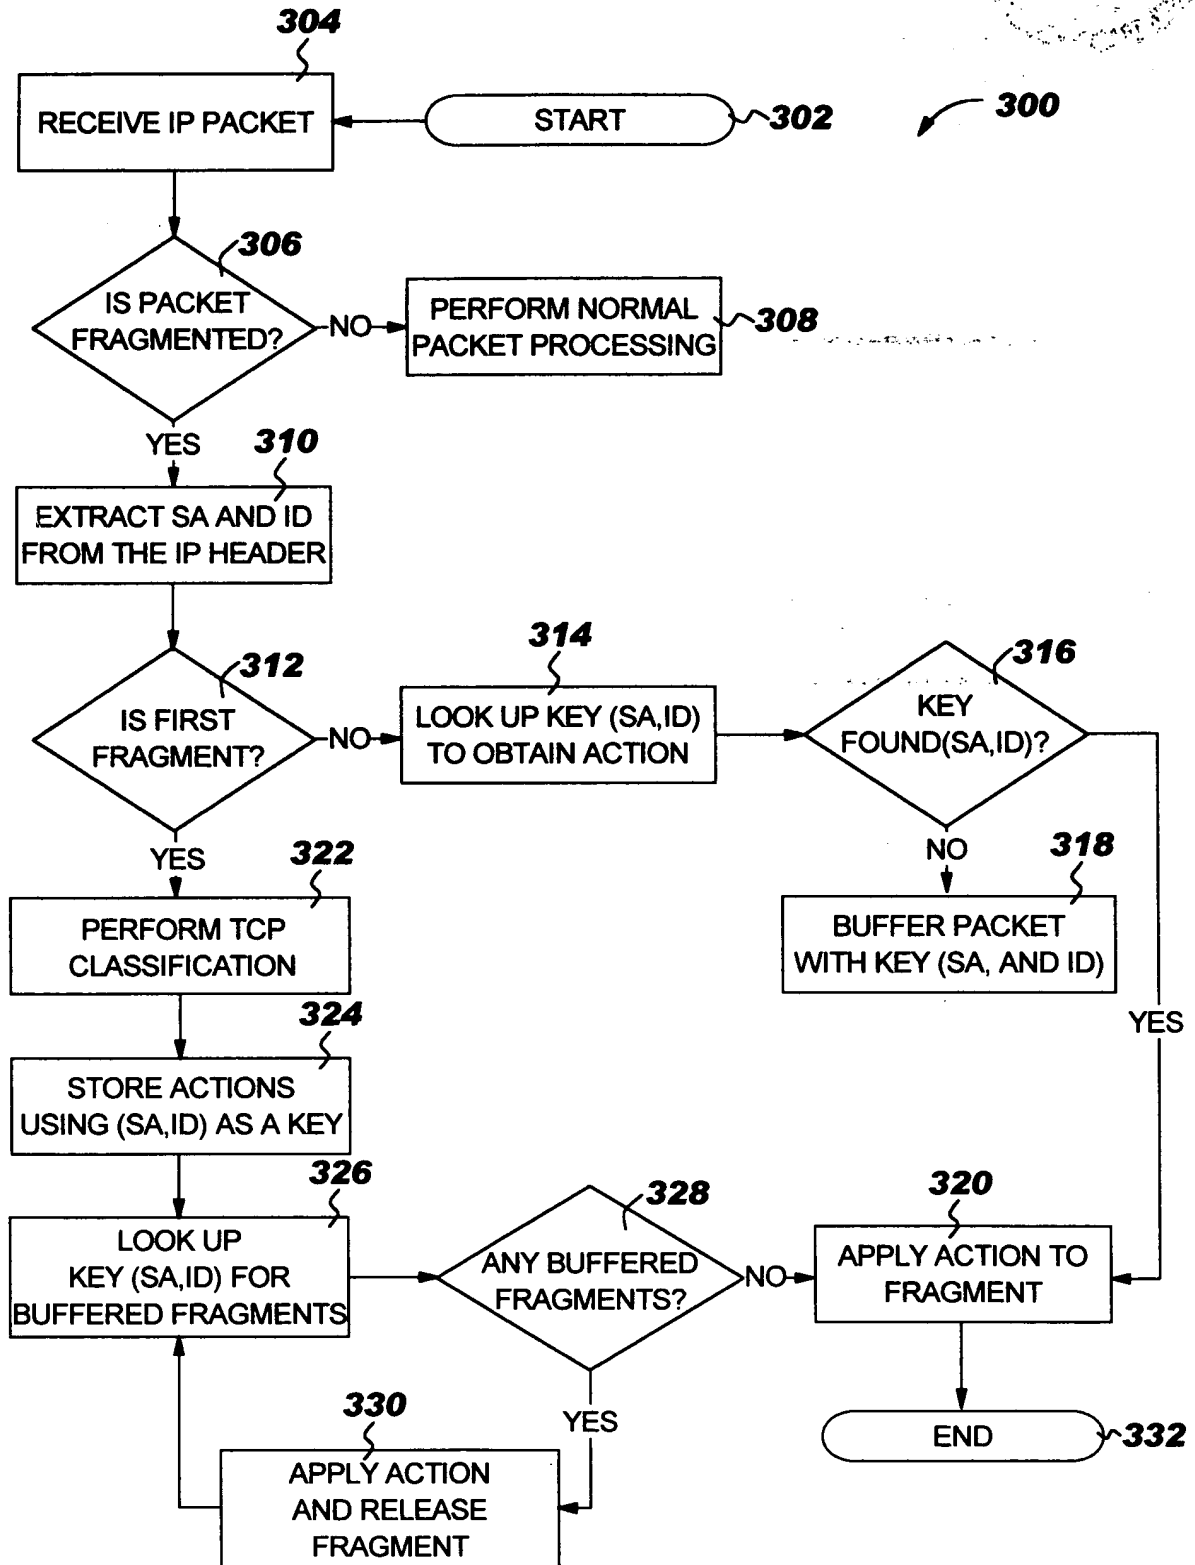 304
RECEIVE IP PACKET
START
302
300
306
IS PACKET
FRAGMENTED?
NO
PERFORM NORMAL
PACKET PROCESSING
308
YES
310
EXTRACT SA AND ID
FROM THE IP HEADER
312
IS FIRST
FRAGMENT?
NO
314
LOOK UP KEY (SA,ID)
TO OBTAIN ACTION
316
KEY
FOUND(SA,ID)?
NO
318
BUFFER PACKET
WITH KEY (SA, AND ID)
YES
YES
322
PERFORM TCP
CLASSIFICATION
324
STORE ACTIONS
USING (SA,ID) AS A KEY
326
LOOK UP
KEY (SA,ID) FOR
BUFFERED FRAGMENTS
328
ANY BUFFERED
FRAGMENTS?
NO
320
APPLY ACTION TO
FRAGMENT
YES
330
APPLY ACTION
AND RELEASE
FRAGMENT
END
332